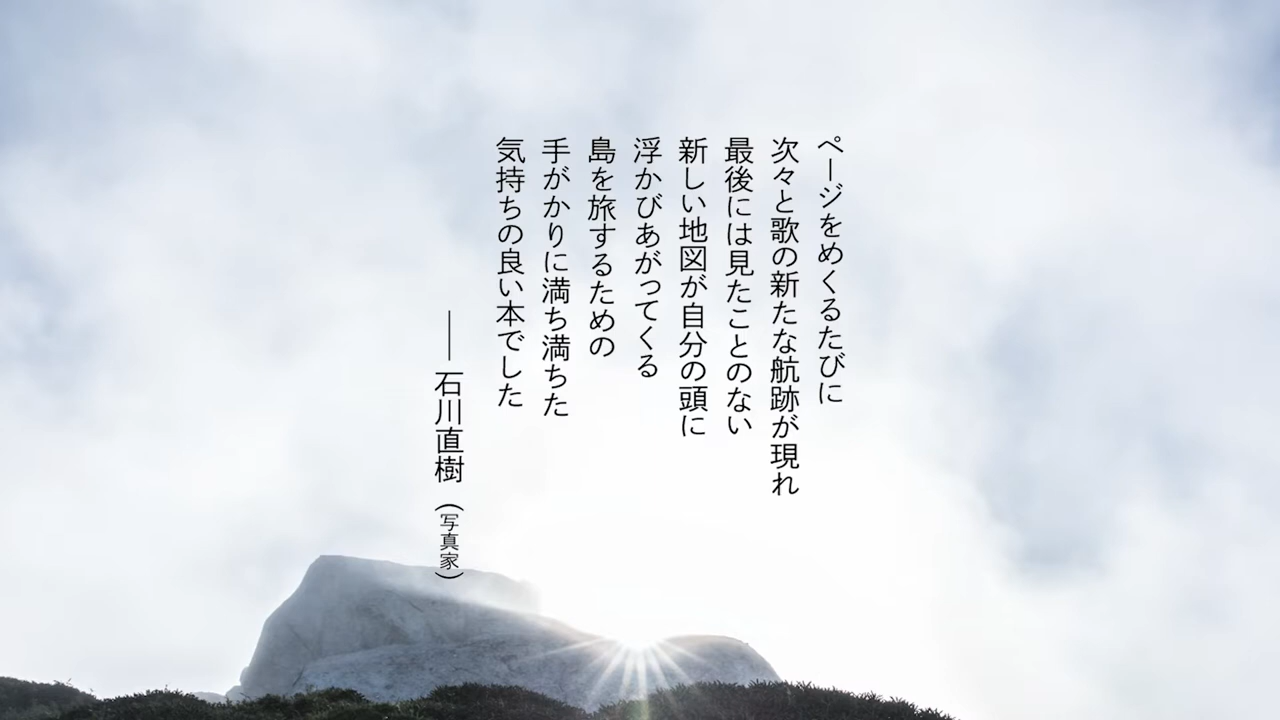 ページをめくるたびに
次々と歌の新たな航跡が現れ
最後には見たことのない
新しい地図が自分の頭に
浮かびあがってくる
島を旅するための
手がかりに満ち満ちた
気持ちの良い本でした
── 石川直樹（写真家）